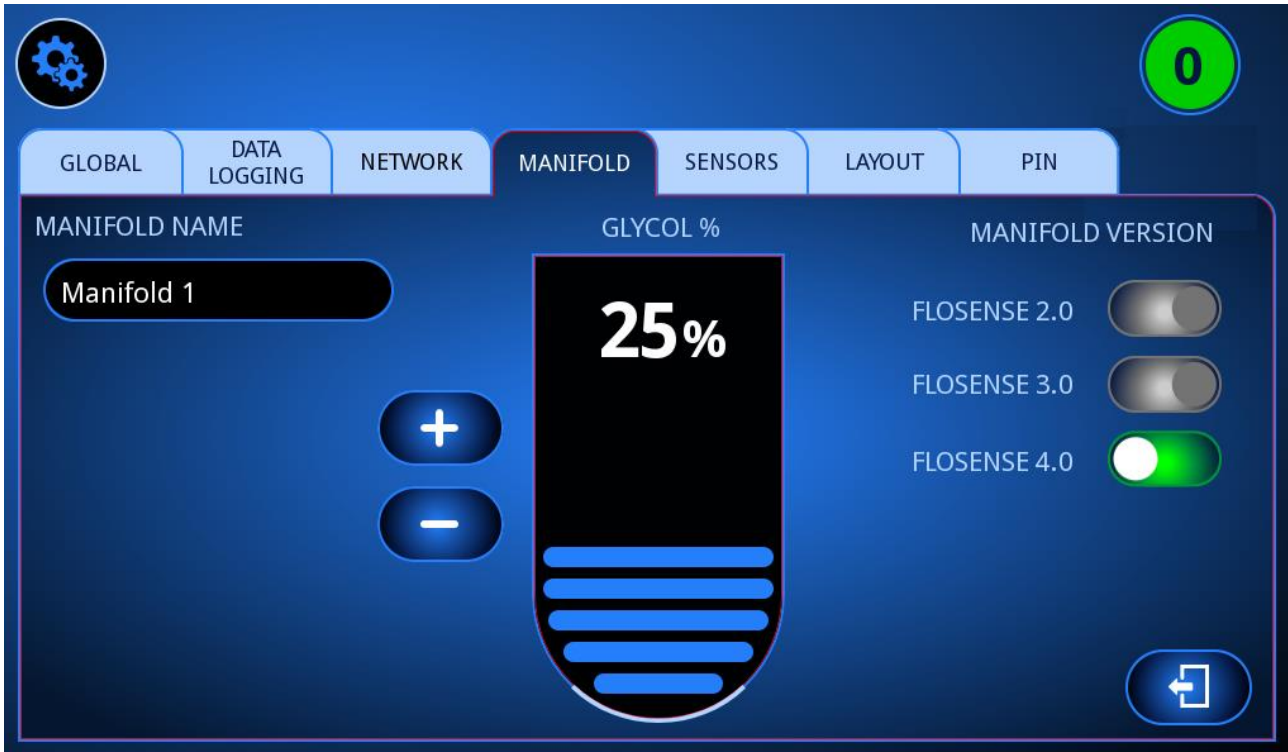 0
GLOBAL
DATA
LOGGING
NETWORK
MANIFOLD
SENSORS
LAYOUT
PIN
MANIFOLD NAME
Manifold 1
GLYCOL %
25%
MANIFOLD VERSION
FLOSENSE 2.0
FLOSENSE 3.0
FLOSENSE 4.0